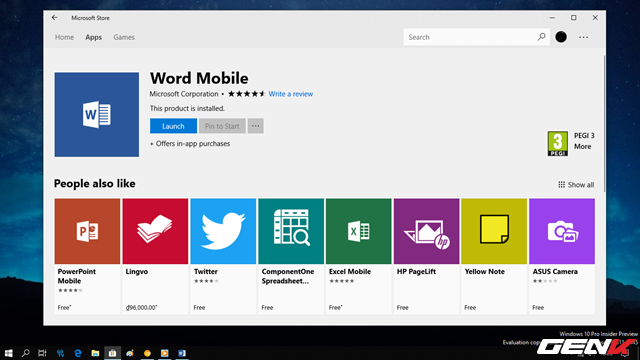 Microsoft Store
Home Apps Games
Search
Word Mobile
Microsoft Corporation • Write a review
This product is installed.
Launch Pin to Start
+ Offers in-app purchases
W
3
PEGI
PEGI 3
More
People also like
Show all
P
X
hp
PowerPoint Mobile
Lingvo
Twitter
ComponentOne Spreadsheet...
Excel Mobile
HP PageLift
Yellow Note
ASUS Camera
Free*
₫96,000.00*
Free
Free
Free*
Free
Free
Free
Windows 10 Pro Insider Preview
Evaluation copy
GENK